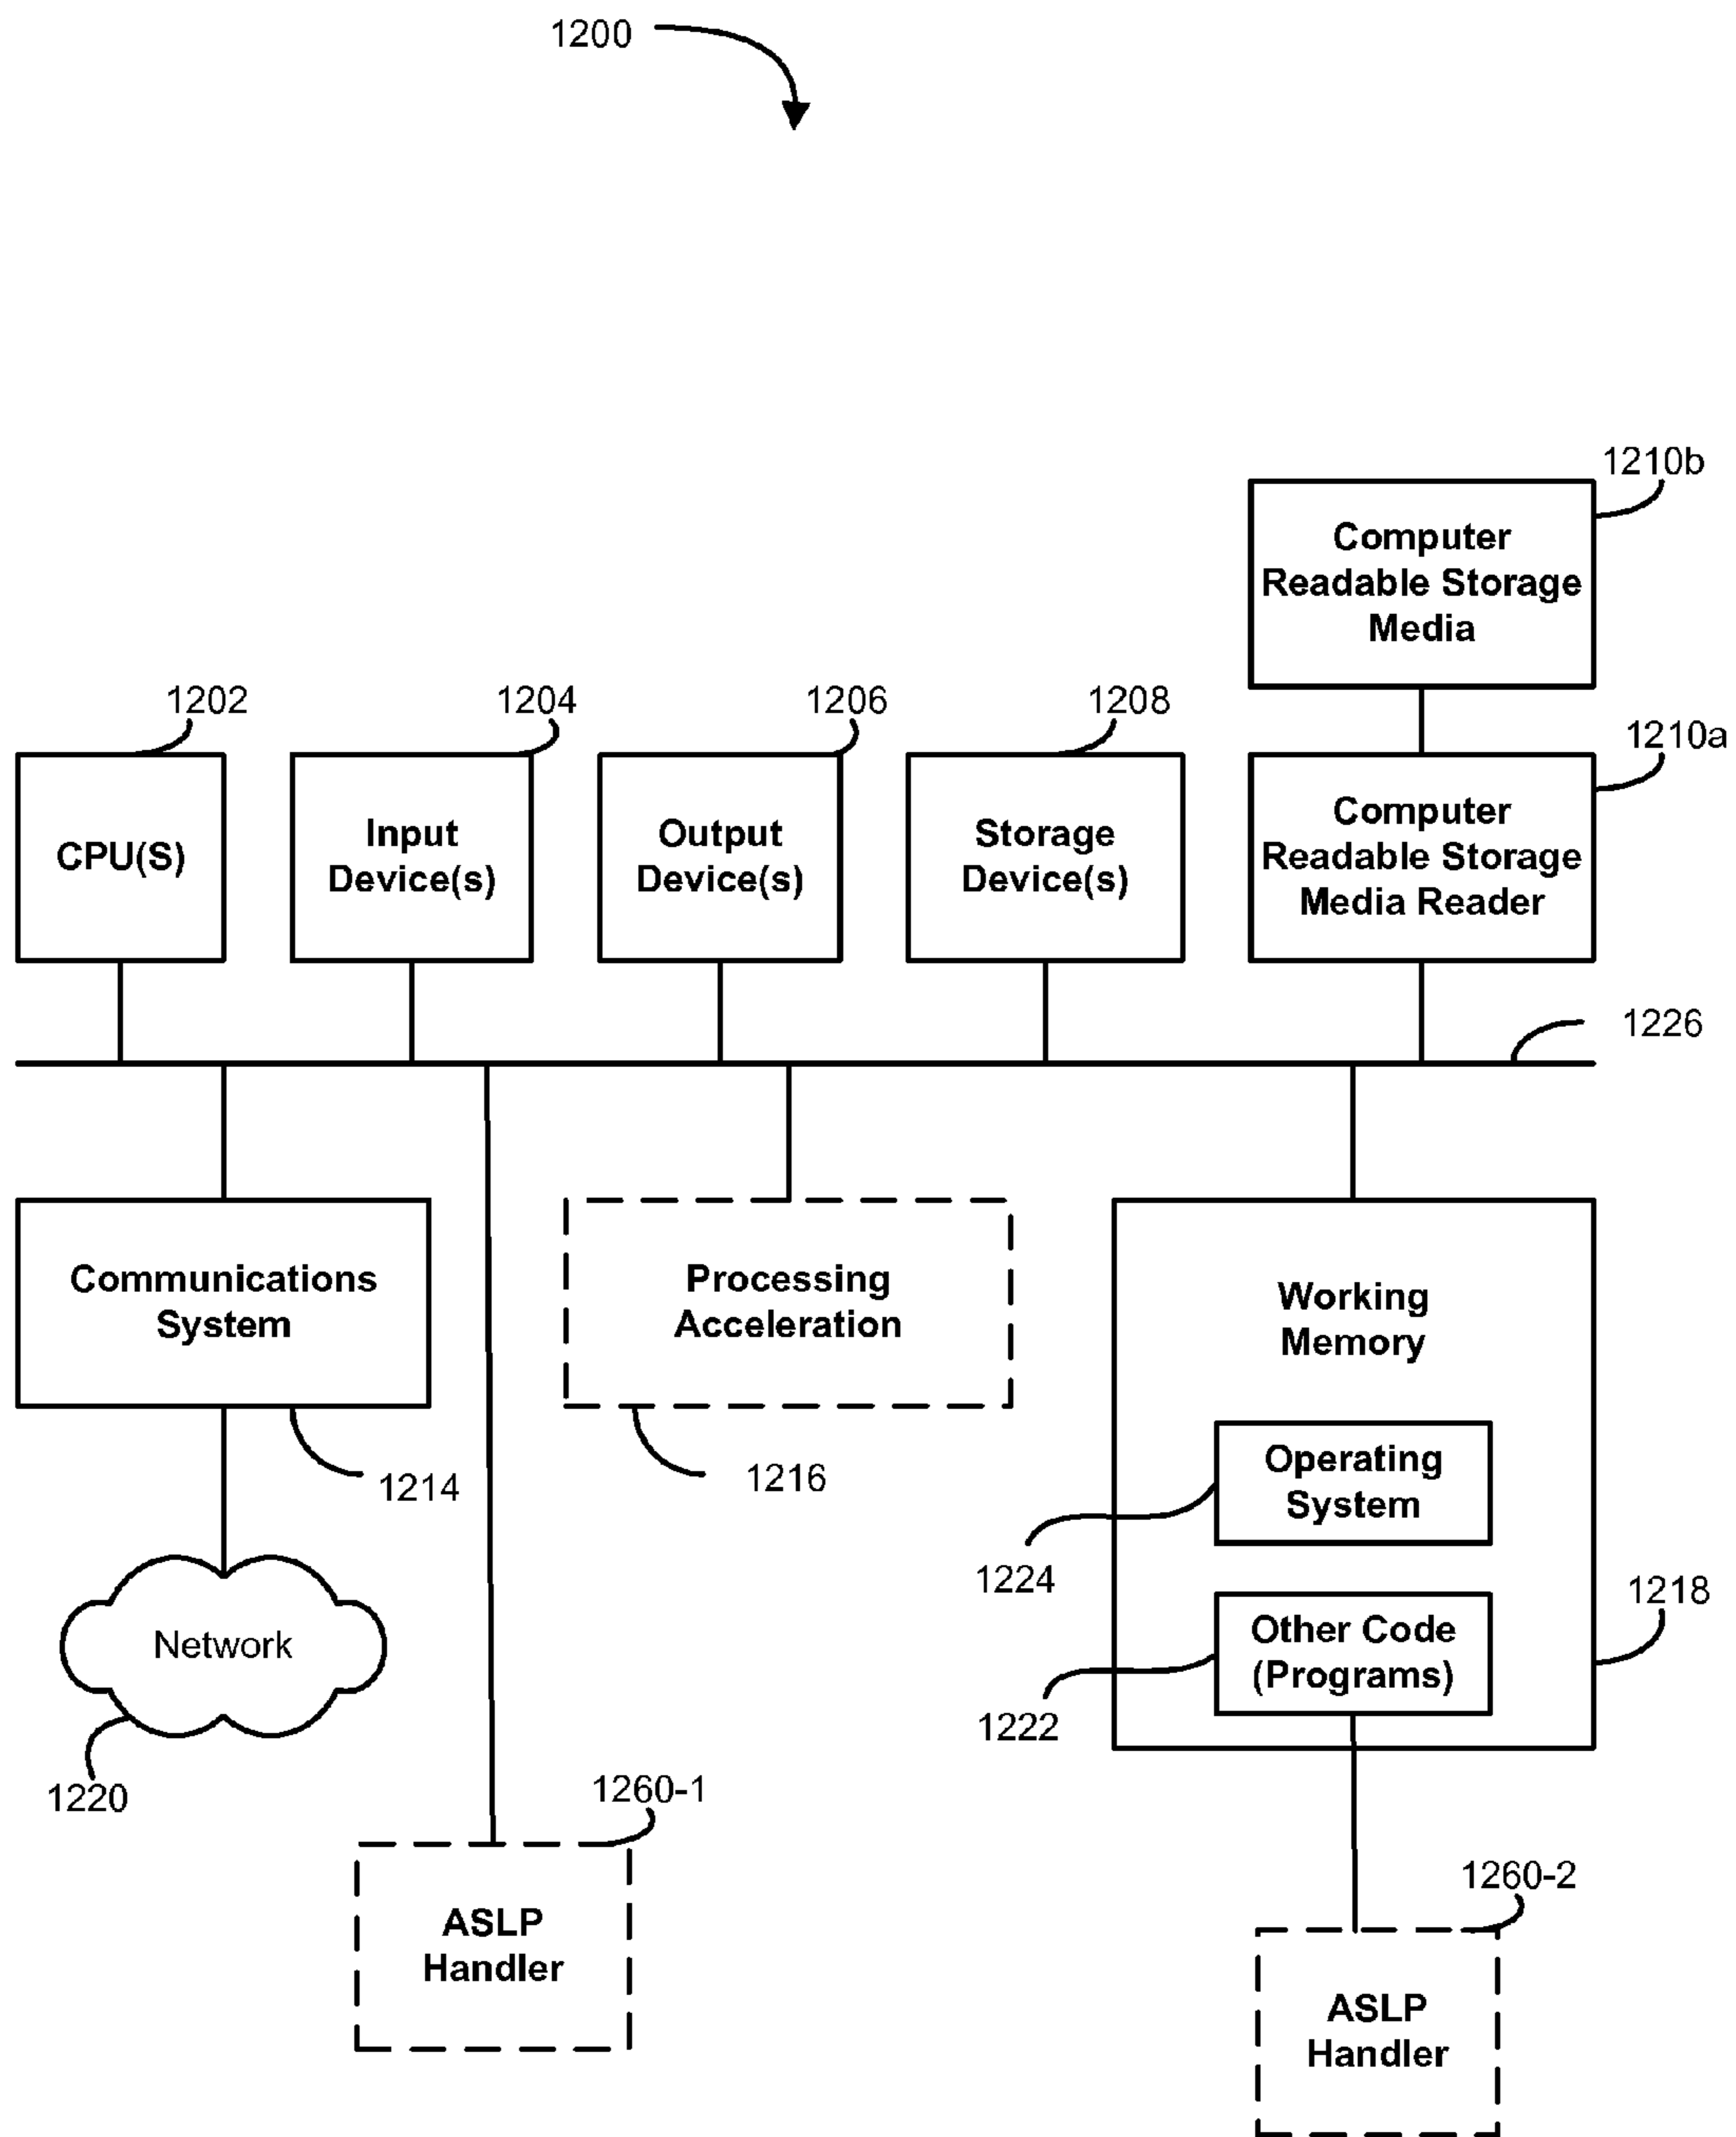 1200
1210b
Computer
Readable Storage
Media
1202
1204
1206
1208
1210a
CPU(S)
Input
Device(s)
Output
Device(s)
Storage
Device(s)
Computer
Readable Storage
Media Reader
1226
Communications
System
Processing
Acceleration
Working
Memory
1214
1216
Operating
System
1224
1218
Other Code
(Programs)
1222
Network
1220
1260-1
ASLP
Handler
1260-2
ASLP
Handler